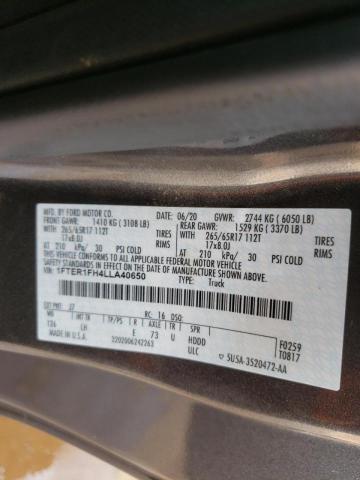 MFD. BY FORD MOTOR CO.
06/20 GVWR: 2744 KG ( 6050 LB)
FRONT GAWR: 1410 KG ( 3108 LB) REAR GAWR: 1529 KG ( 3370 LB)
WITH 265/65R17 112T TIRES WITH 265/65R17 112T TIRES
17x8.0J RIMS 17x8.0J RIMS
AT 210 kPa/ 30 PSI COLD AT 210 kPa/ 30 PSI COLD
THIS VEHICLE CONFORMS TO ALL APPLICABLE FEDERAL MOTOR VEHICLE SAFETY, BUMPER, AND
THEFT PREVENTION STANDARDS IN EFFECT ON THE DATE OF MANUFACTURE SHOWN ABOVE.
VIN: 1FTER1FH4LLA40650 TYPE: Truck
EXT PNT: J7 RC: 16 DSO:
WB INT TR TP/PS R AXLE TR SPR
126 LH E 73 U HDDD F0259
MADE IN U.S.A. 3202006242263 ULC T0817
5U5A-3520472-AA